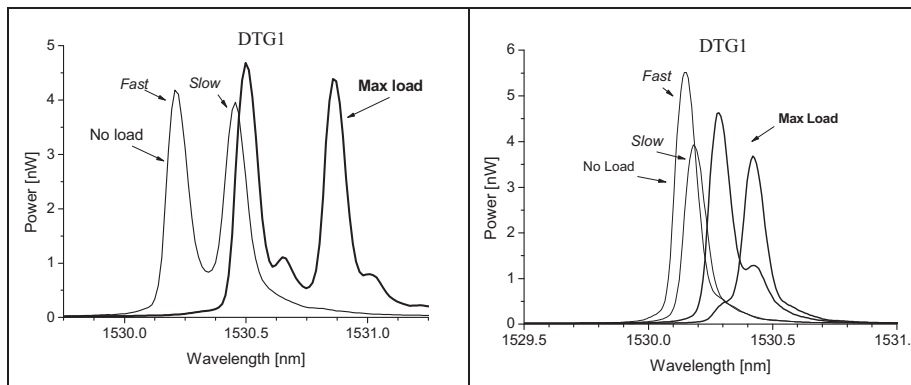 DTG1
5
Fast
Slow
Max load
4
No load
3
Power [nW]
2
1
0
1530.0
1530.5
1531.0
Wavelength [nm]
DTG1
6
Fast
5
Max Load
4
Slow
No Load
3
Power [nW]
2
1
0
1529.5
1530.0
1530.5
1531.
Wavelength [nm]